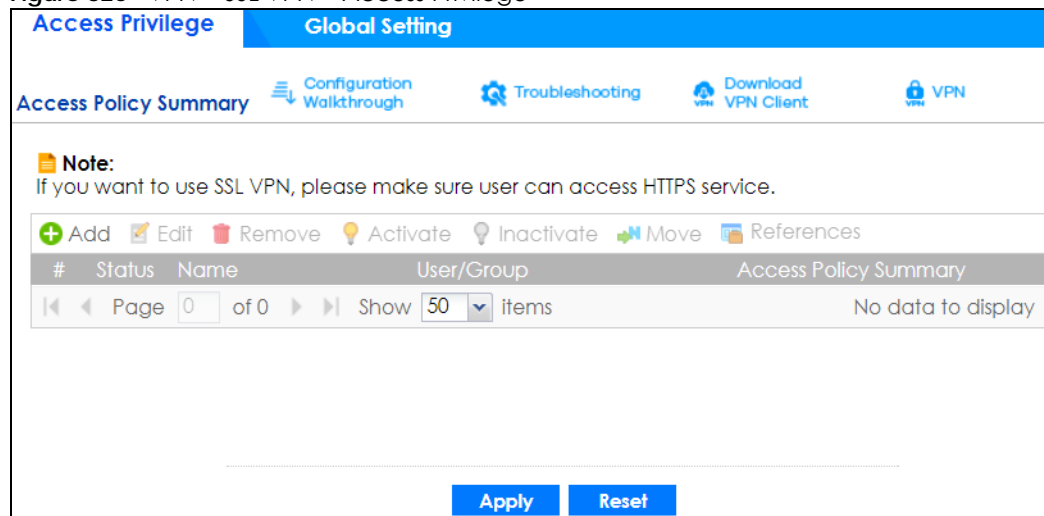 Access Privilege Global Setting
Access Policy Summary Configuration Walkthrough Troubleshooting Download VPN Client VPN
Note:
If you want to use SSL VPN, please make sure user can access HTTPS service.
Add Edit Remove Activate Inactivate Move References
# Status Name User/Group Access Policy Summary
Page 0 of 0 Show 50 items No data to display
Apply Reset